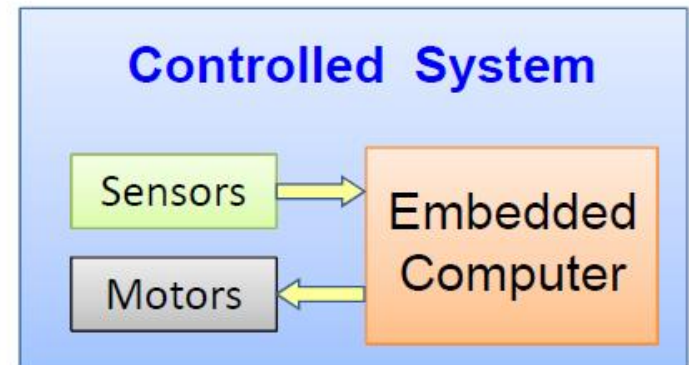 Controlled System
Sensors
Embedded
Computer
Motors